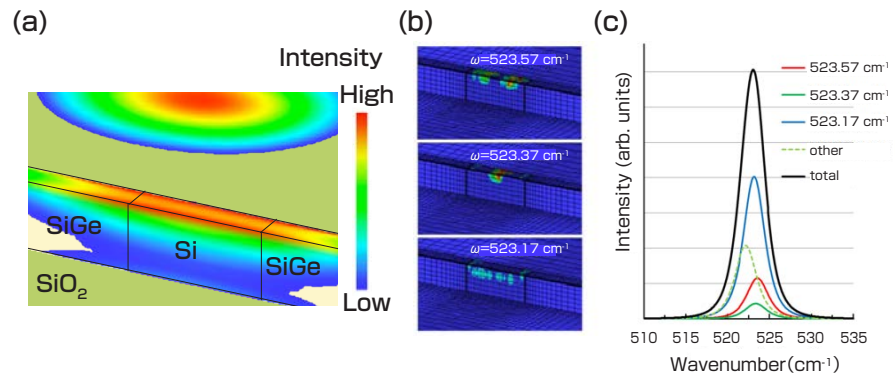 (a)
Intensity
High
Low
SiGe
Si
SiGe
SiO₂
(b)
ω=523.57 cm⁻¹
ω=523.37 cm⁻¹
ω=523.17 cm⁻¹
(c)
Intensity (arb. units)
523.57 cm⁻¹
523.37 cm⁻¹
523.17 cm⁻¹
other
total
510 515 520 525 530 535
Wavenumber(cm⁻¹)